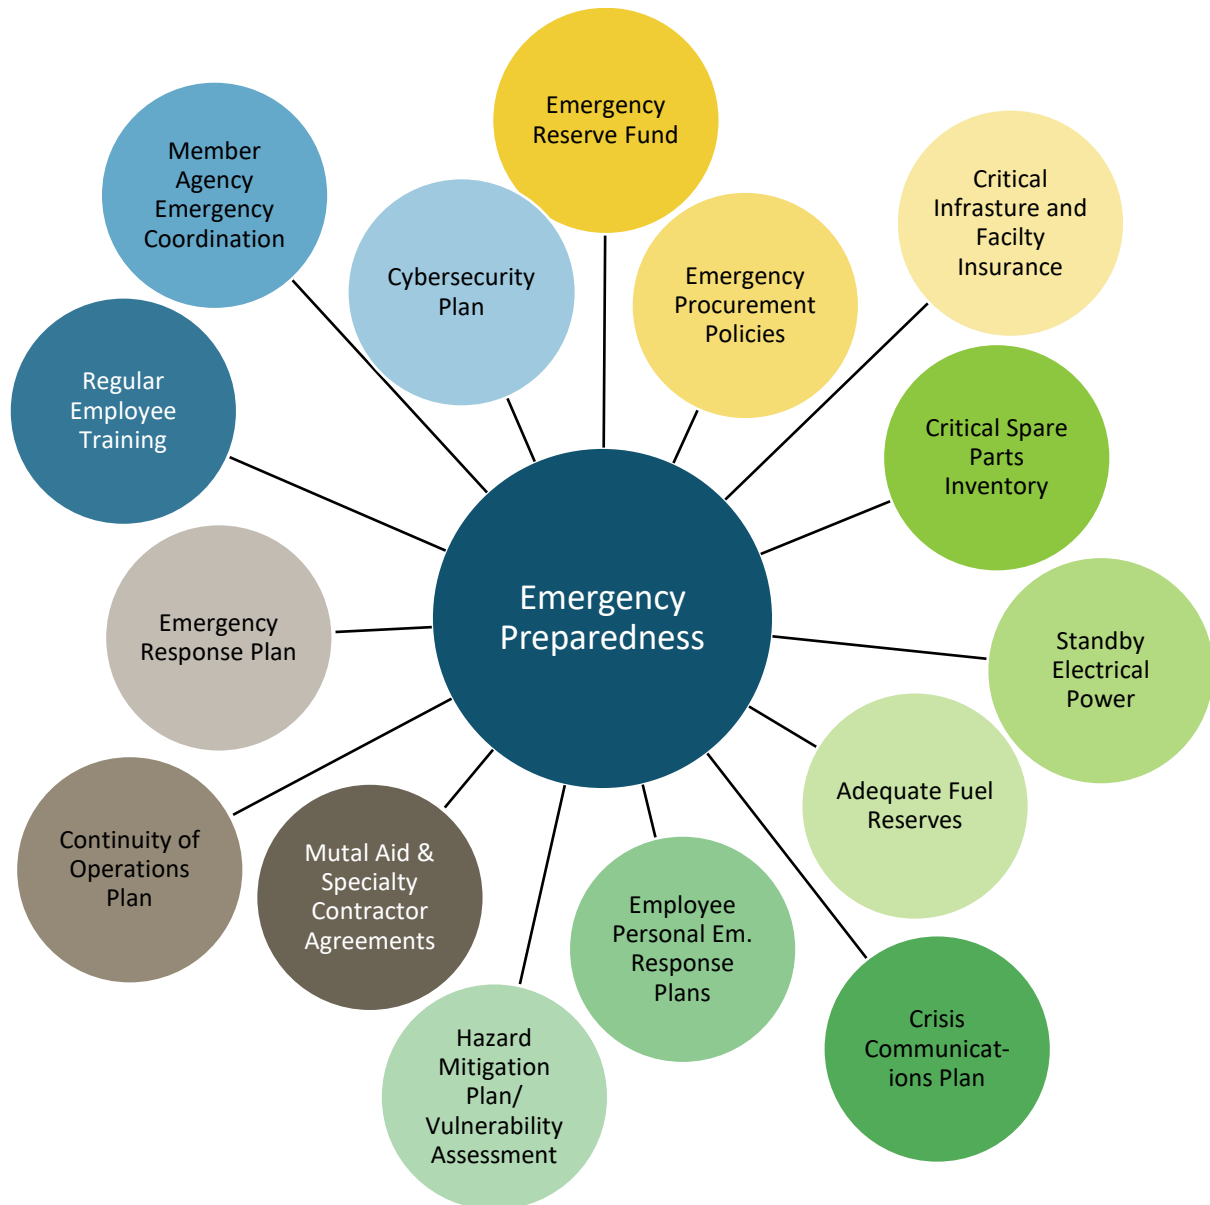 Emergency
Reserve Fund
Member
Agency
Emergency
Coordination
Critical
Infrasture and
Facilty
Insurance
Cybersecurity
Plan
Emergency
Procurement
Policies
Regular
Employee
Training
Critical Spare
Parts
Inventory
Emergency
Preparedness
Emergency
Response Plan
Standby
Electrical
Power
Adequate Fuel
Reserves
Continuity of
Operations
Plan
Mutal Aid &
Specialty
Contractor
Agreements
Employee
Personal Em.
Response
Plans
Crisis
Communicat-
ions Plan
Hazard
Mitigation
Plan/
Vulnerability
Assessment